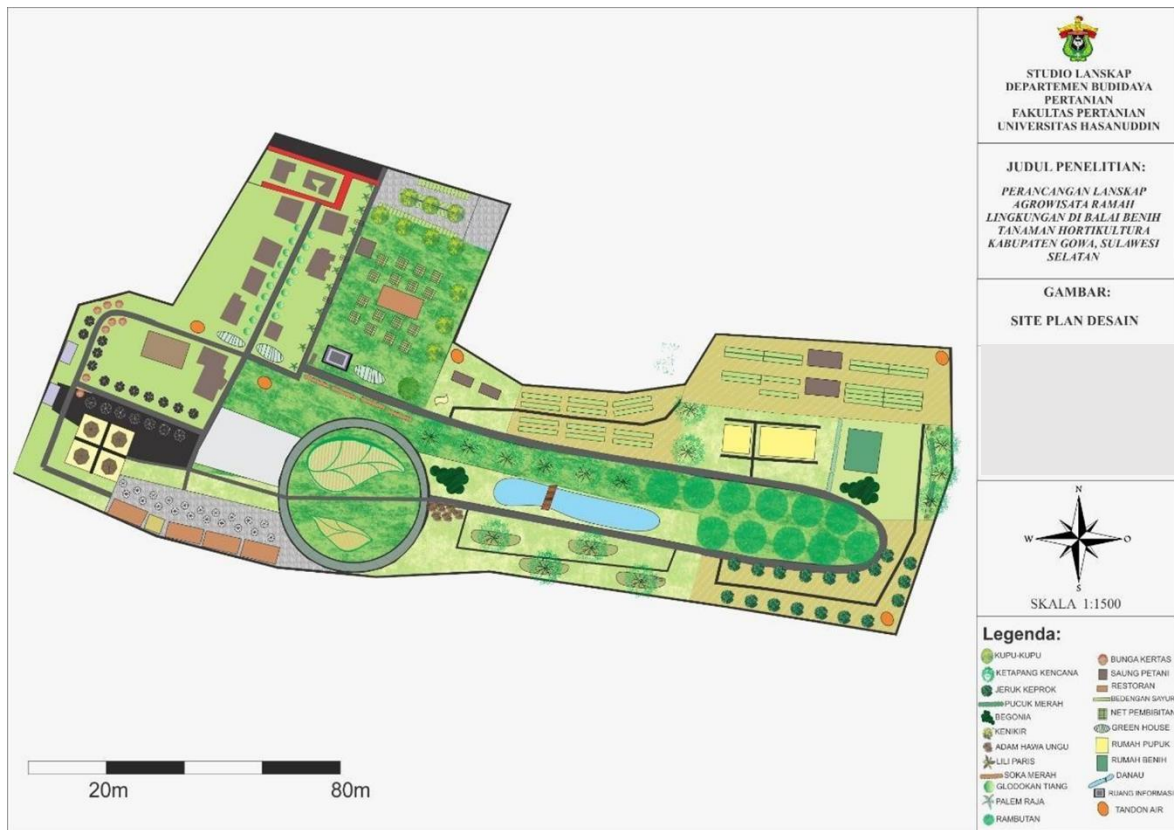 STUDIO LANSKAP
DEPARTEMEN BUDIDAYA
PERTANIAN
FAKULTAS PERTANIAN
UNIVERSITAS HASANUDDIN
JUDUL PENELITIAN:
PERANCANGAN LANSKAP
AGROWISATA RAMAH
LINGKUNGAN DI BALAI BENIH
TANAMAN HORTIKULTURA
KABUPATEN GOWA, SULAWESI
SELATAN
GAMBAR:
SITE PLAN DESAIN
N
W
O
S
SKALA 1:1500
Legenda:
KUPU-KUPU
KETAPANG KENCANA
JERUK KEPROK
PUCUK MERAH
BEGONIA
KENIKIR
ADAM HAWA UNGU
LILI PARIS
SOKA MERAH
GLODOKAN TIANG
PALEM RAJA
RAMBUTAN
BUNGA KERTAS
SAUNG PETANI
RESTORAN
BEDENGAN SAYUR
NET PEMBIBITAN
GREEN HOUSE
RUMAH PUPUK
RUMAH BENIH
DANAU
RUANG INFORMASI
TANDON AIR
20m
80m